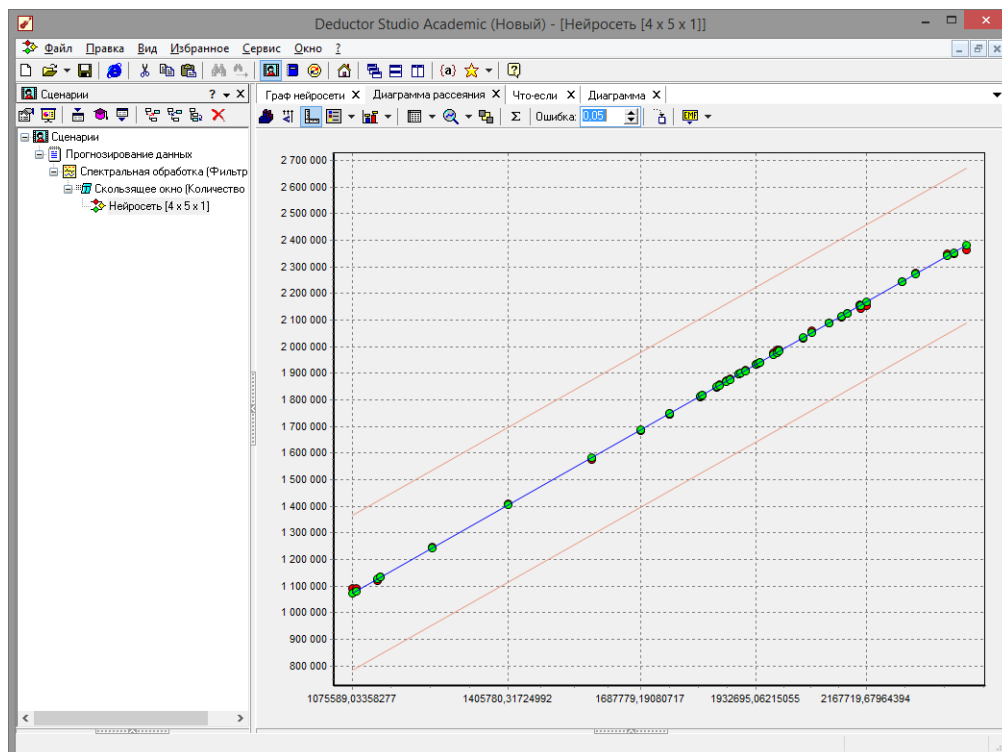 Deductor Studio Academic (Новый) - [Нейросеть [4 x 5 x 1]]
Файл Правка Вид Избранное Сервис Окно ?
Сценарии
Граф нейросети X Диаграмма рассеяния X Что-если X Диаграмма X
Σ Ошибка: 0,05
Сценарии
Прогнозирование данных
Спектральная обработка (Фильтр
Скользящее окно (Количество
Нейросеть [4 x 5 x 1]
2 700 000
2 600 000
2 500 000
2 400 000
2 300 000
2 200 000
2 100 000
2 000 000
1 900 000
1 800 000
1 700 000
1 600 000
1 500 000
1 400 000
1 300 000
1 200 000
1 100 000
1 000 000
900 000
800 000
1075589,03358277 1405780,31724992 1687779,19080717 1932695,06215055 2167719,67964394